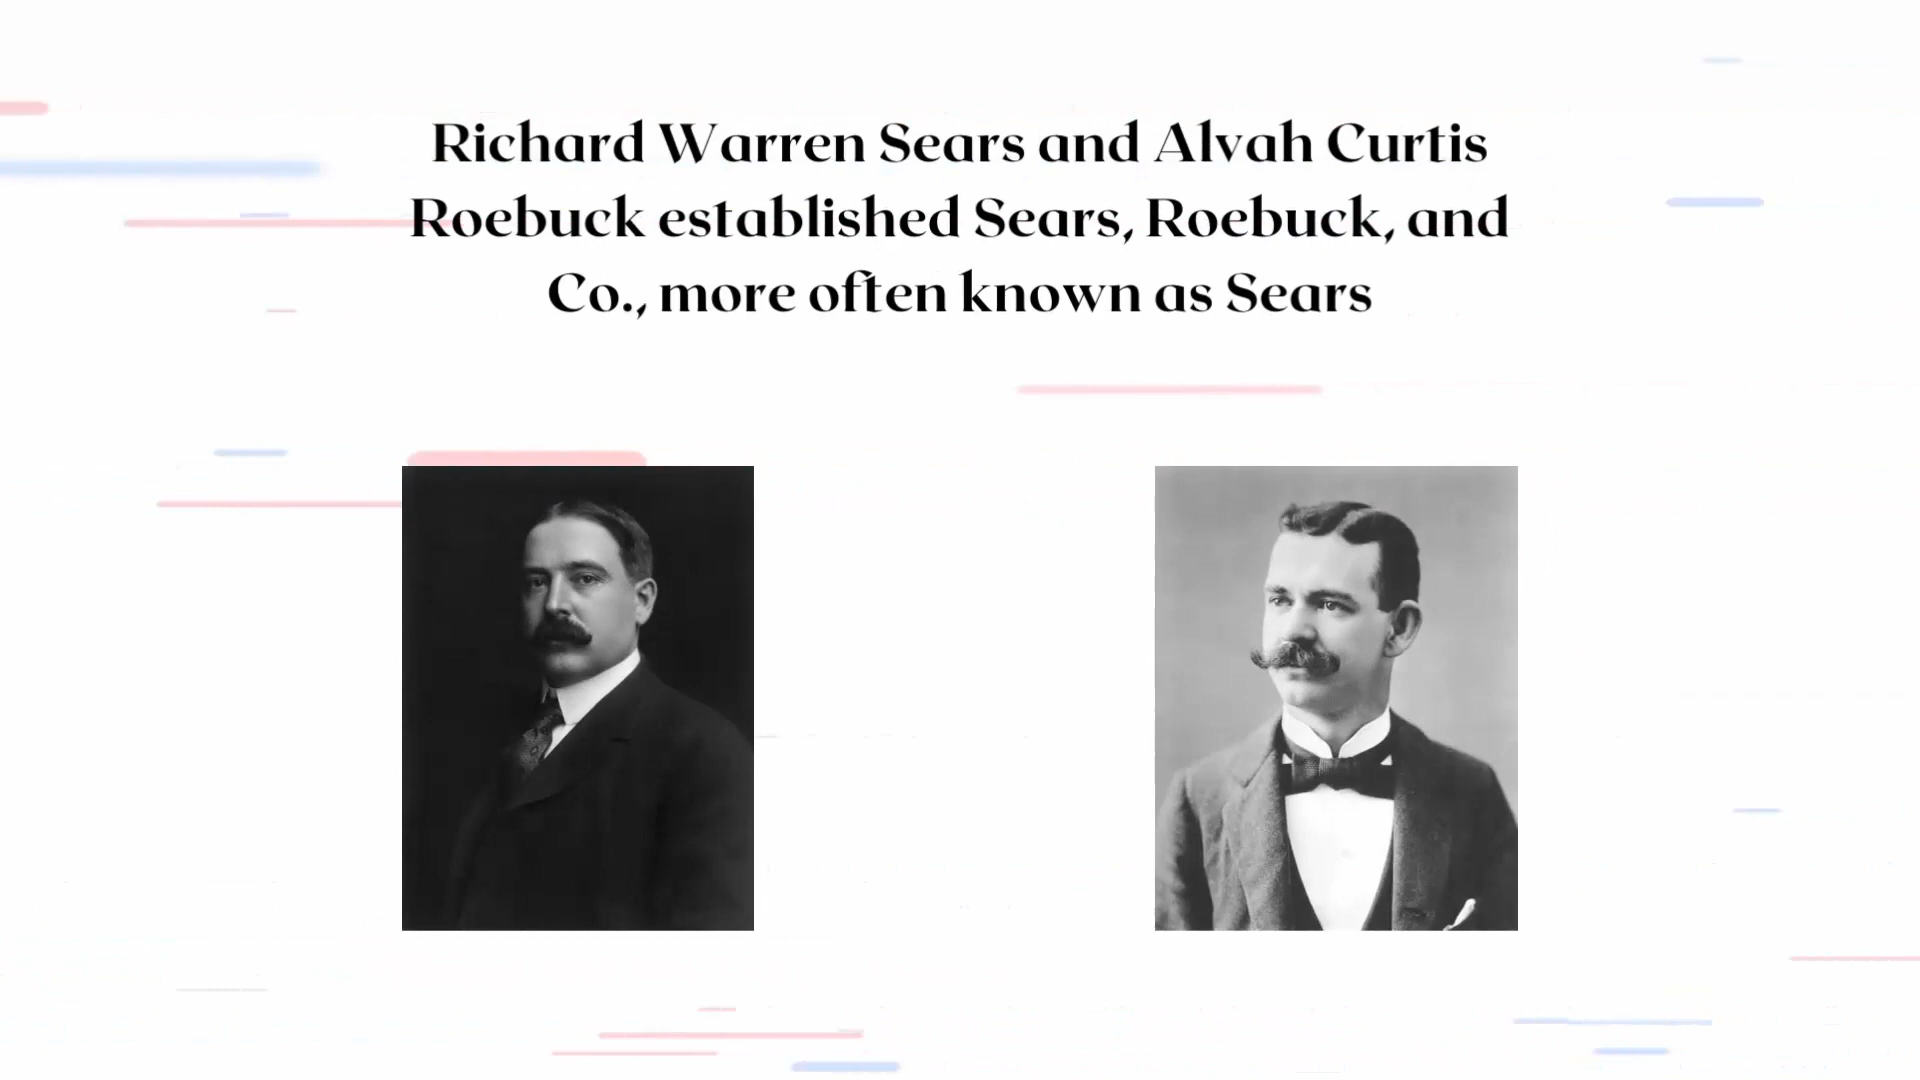 Richard Warren Sears and Alvah Curtis
Roebuck established Sears, Roebuck, and
Co., more often known as Sears